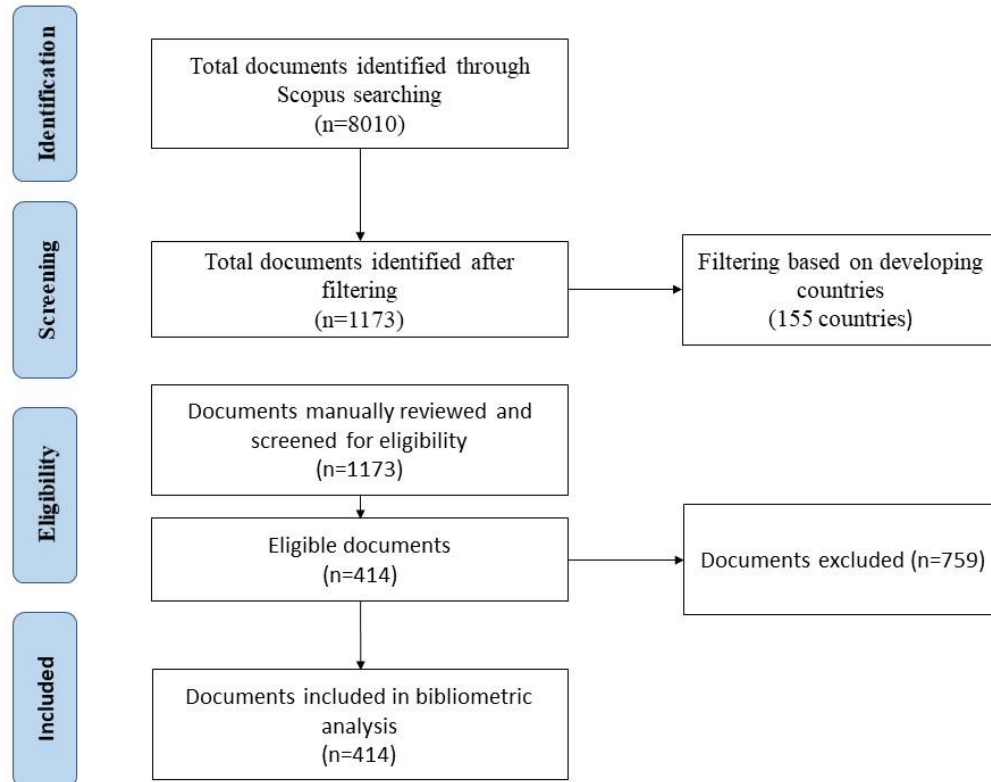 Identification
Total documents identified through
Scopus searching
(n=8010)
Screening
Total documents identified after
filtering
(n=1173)
Filtering based on developing
countries
(155 countries)
Eligibility
Documents manually reviewed and
screened for eligibility
(n=1173)
Eligible documents
(n=414)
Documents excluded (n=759)
Included
Documents included in bibliometric
analysis
(n=414)